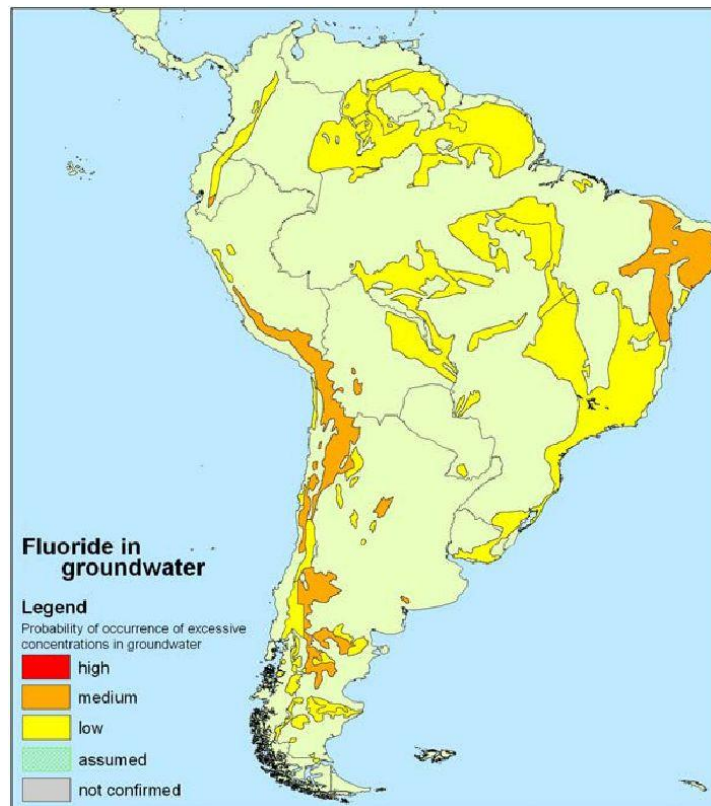 Fluoride in
groundwater
Legend
Probability of occurrence of excessive
concentrations in groundwater
high
medium
low
assumed
not confirmed